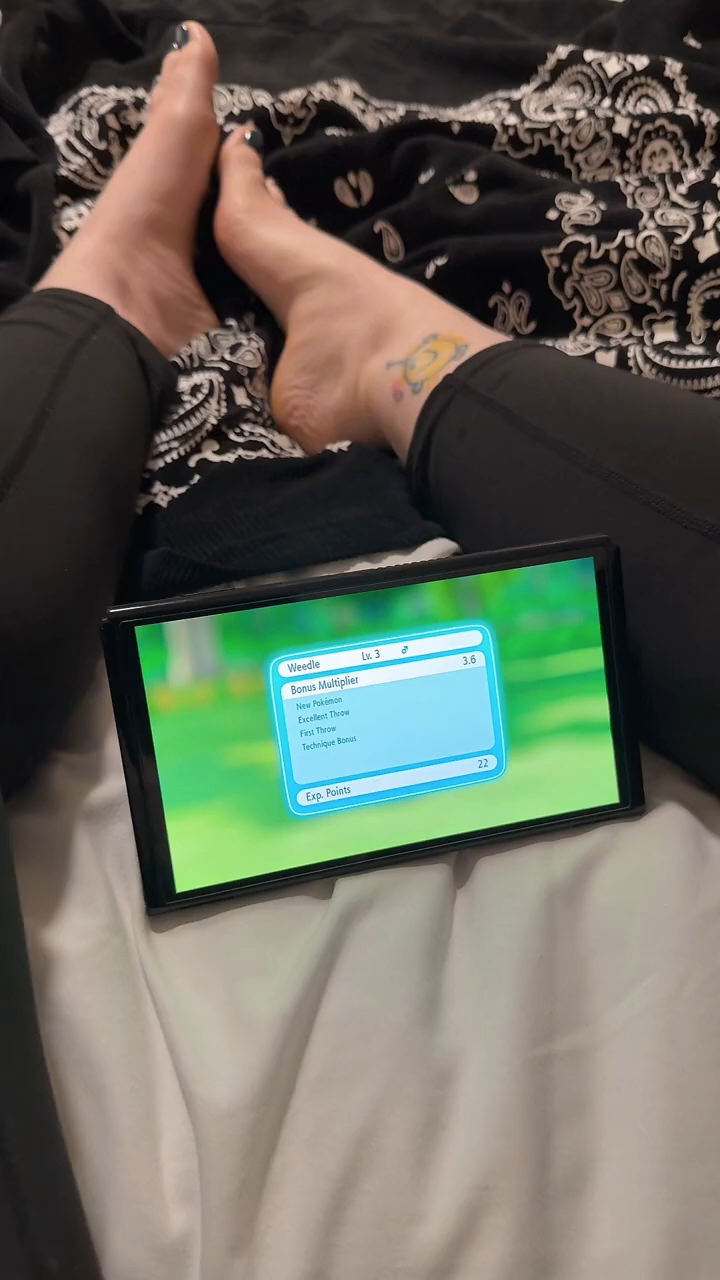 Weedle Lv. 3 ♂
Bonus Multiplier 3.6
New Pokémon
Excellent Throw
First Throw
Technique Bonus
Exp. Points 22